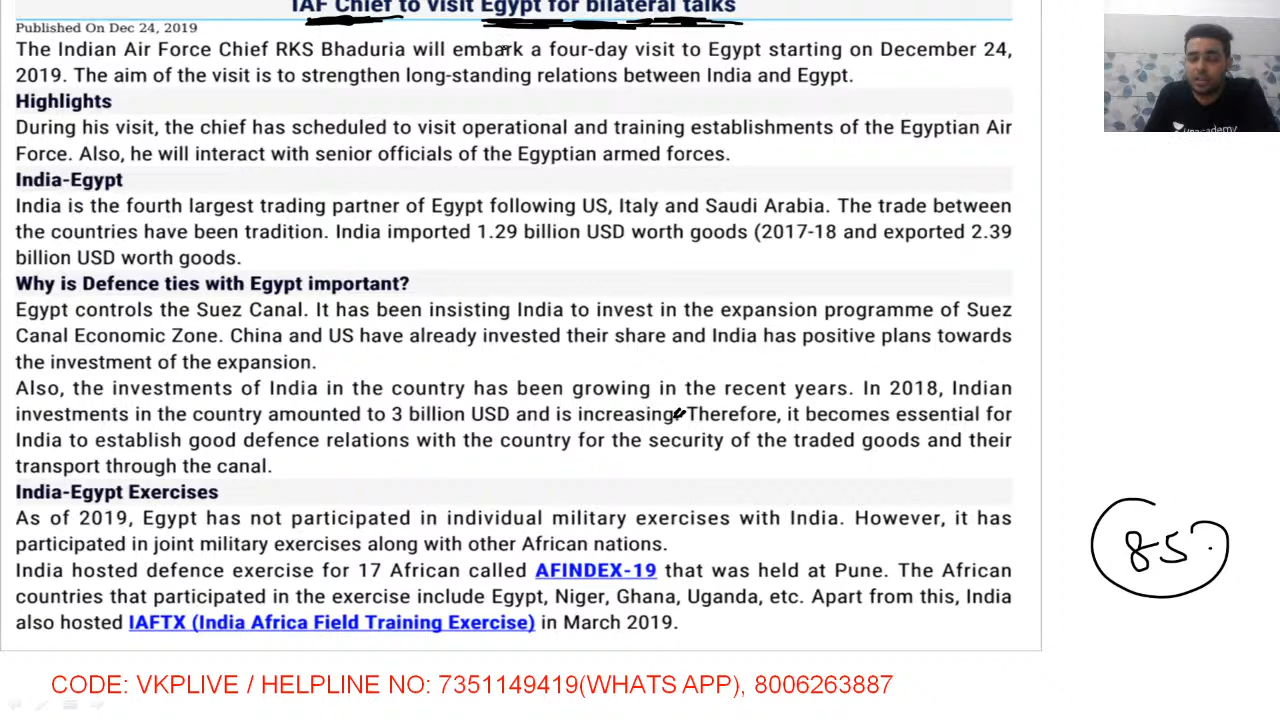 IAF Chief to visit Egypt for bilateral talks
Published On Dec 24, 2019
The Indian Air Force Chief RKS Bhaduria will embark a four-day visit to Egypt starting on December 24,
2019. The aim of the visit is to strengthen long-standing relations between India and Egypt.
Highlights
During his visit, the chief has scheduled to visit operational and training establishments of the Egyptian Air
Force. Also, he will interact with senior officials of the Egyptian armed forces.
India-Egypt
India is the fourth largest trading partner of Egypt following US, Italy and Saudi Arabia. The trade between
the countries have been tradition. India imported 1.29 billion USD worth goods (2017-18 and exported 2.39
billion USD worth goods.
Why is Defence ties with Egypt important?
Egypt controls the Suez Canal. It has been insisting India to invest in the expansion programme of Suez
Canal Economic Zone. China and US have already invested their share and India has positive plans towards
the investment of the expansion.
Also, the investments of India in the country has been growing in the recent years. In 2018, Indian
investments in the country amounted to 3 billion USD and is increasing. Therefore, it becomes essential for
India to establish good defence relations with the country for the security of the traded goods and their
transport through the canal.
India-Egypt Exercises
As of 2019, Egypt has not participated in individual military exercises with India. However, it has
participated in joint military exercises along with other African nations.
India hosted defence exercise for 17 African called AFINDEX-19 that was held at Pune. The African
countries that participated in the exercise include Egypt, Niger, Ghana, Uganda, etc. Apart from this, India
also hosted IAFTX (India Africa Field Training Exercise) in March 2019.
85
CODE: VKPLIVE / HELPLINE NO: 7351149419(WHATS APP), 8006263887